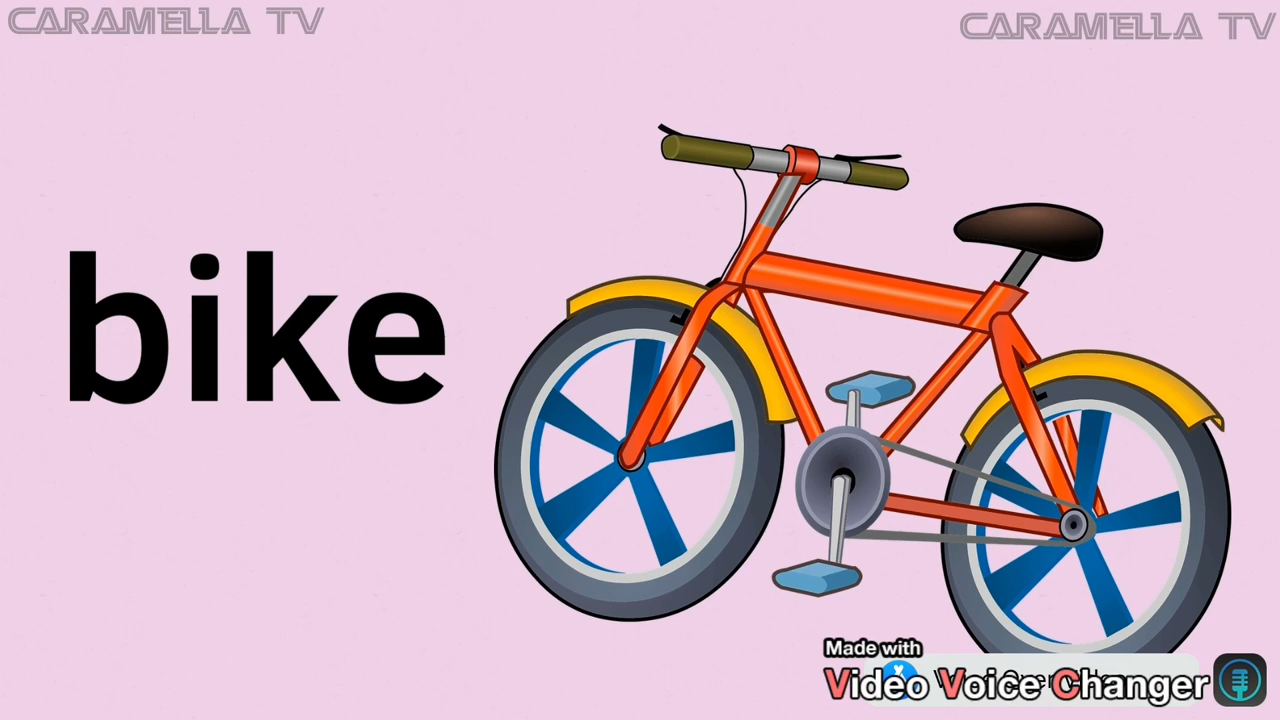 CARAMELLA TV
CARAMELLA TV
bike
Made with
Video Voice Changer